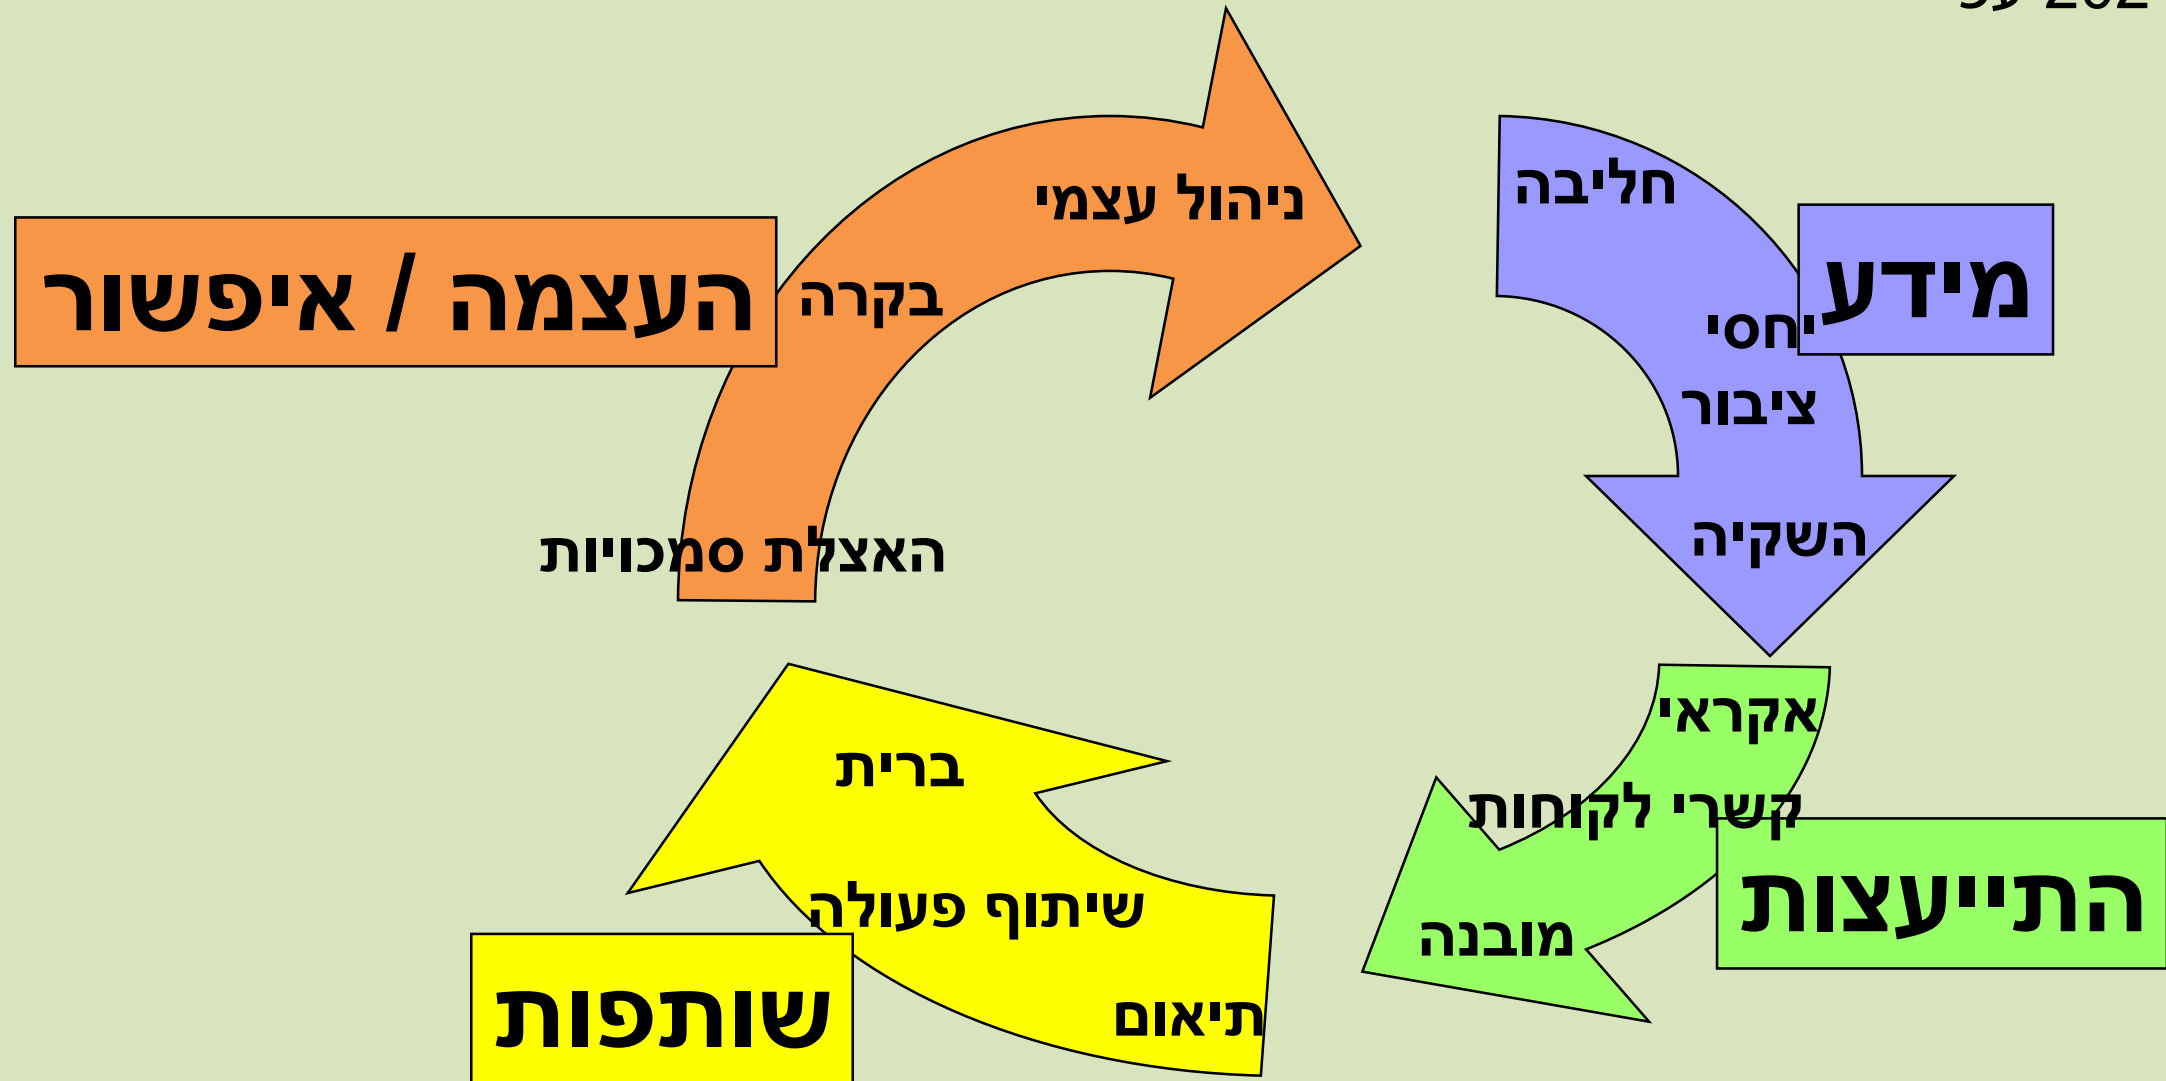 חליבה
מידע
יחסי
ציבור
השקיה
אקראי
קשרי לקוחות
התייעצות
מובנה
תיאום
שיתוף פעולה
ברית
שותפות
האצלת סמכויות
בקרה
ניהול עצמי
העצמה / איפשור